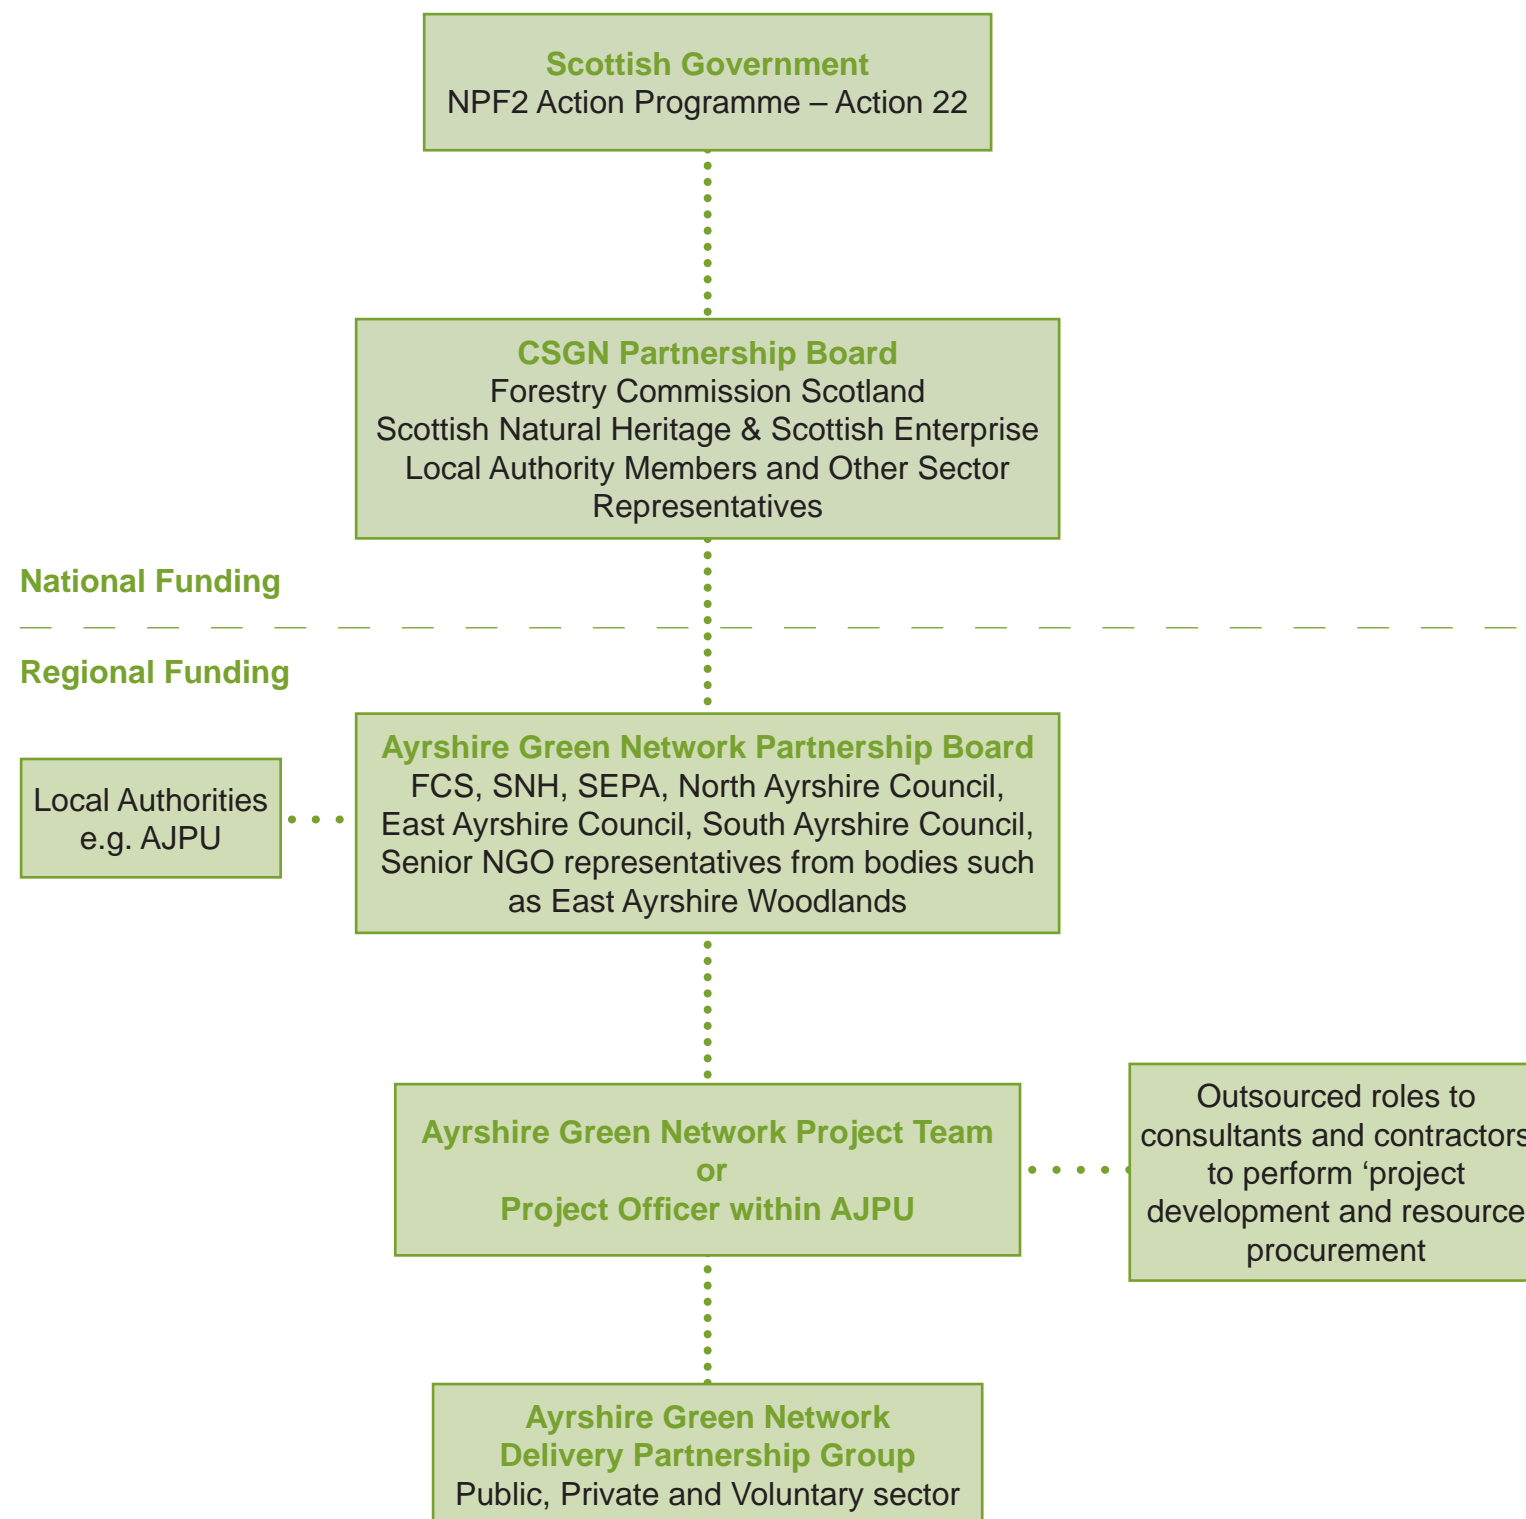 Scottish Government
NPF2 Action Programme – Action 22
CSGN Partnership Board
Forestry Commission Scotland
Scottish Natural Heritage & Scottish Enterprise
Local Authority Members and Other Sector
Representatives
National Funding
Regional Funding
Local Authorities
e.g. AJPU
Ayrshire Green Network Partnership Board
FCS, SNH, SEPA, North Ayrshire Council,
East Ayrshire Council, South Ayrshire Council,
Senior NGO representatives from bodies such
as East Ayrshire Woodlands
Ayrshire Green Network Project Team
or
Project Officer within AJPU
Outsourced roles to
consultants and contractors
to perform ‘project
development and resource
procurement
Ayrshire Green Network
Delivery Partnership Group
Public, Private and Voluntary sector